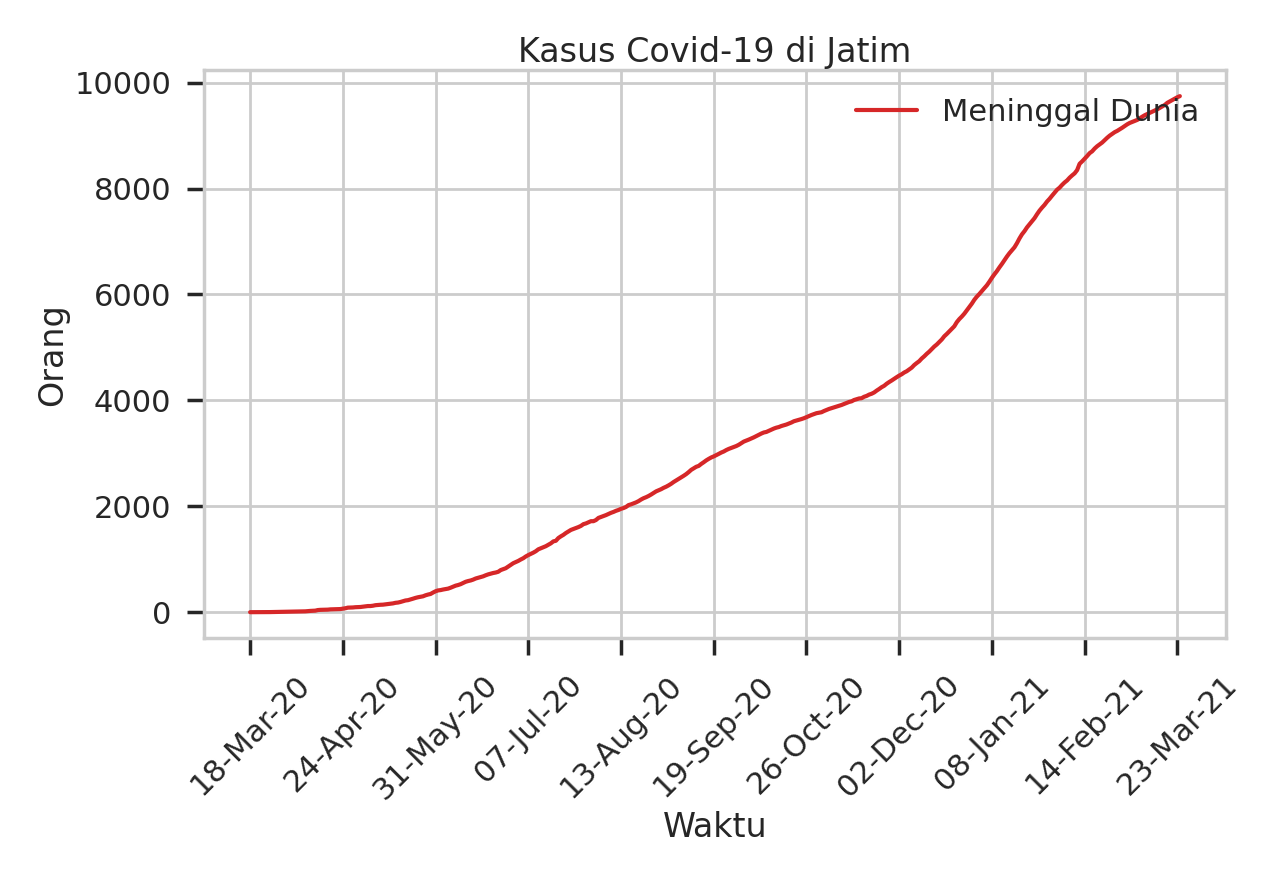 Kasus Covid-19 di Jatim
Meninggal Dunia
Orang
10000
8000
6000
4000
2000
0
18-Mar-20
24-Apr-20
31-May-20
07-Jul-20
13-Aug-20
19-Sep-20
26-Oct-20
02-Dec-20
08-Jan-21
14-Feb-21
23-Mar-21
Waktu